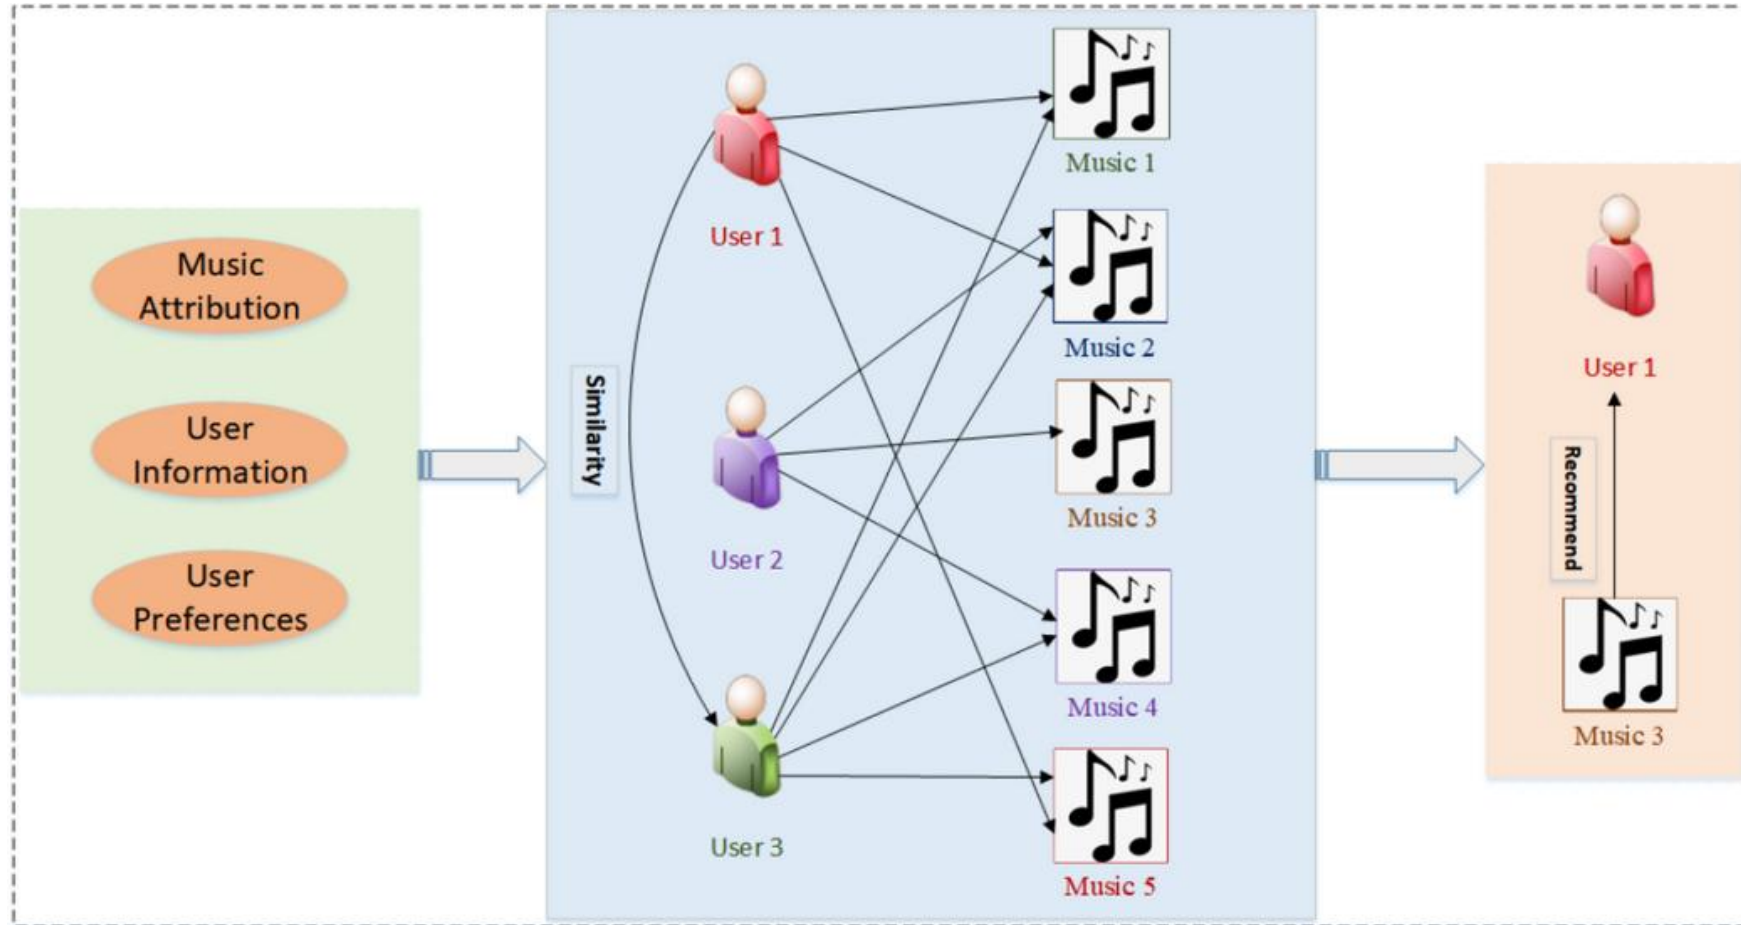 Music
Attribution
User
Information
User
Preferences
Similarity
User 1
User 2
User 3
Music 1
Music 2
Music 3
Music 4
Music 5
User 1
Recommend
Music 3